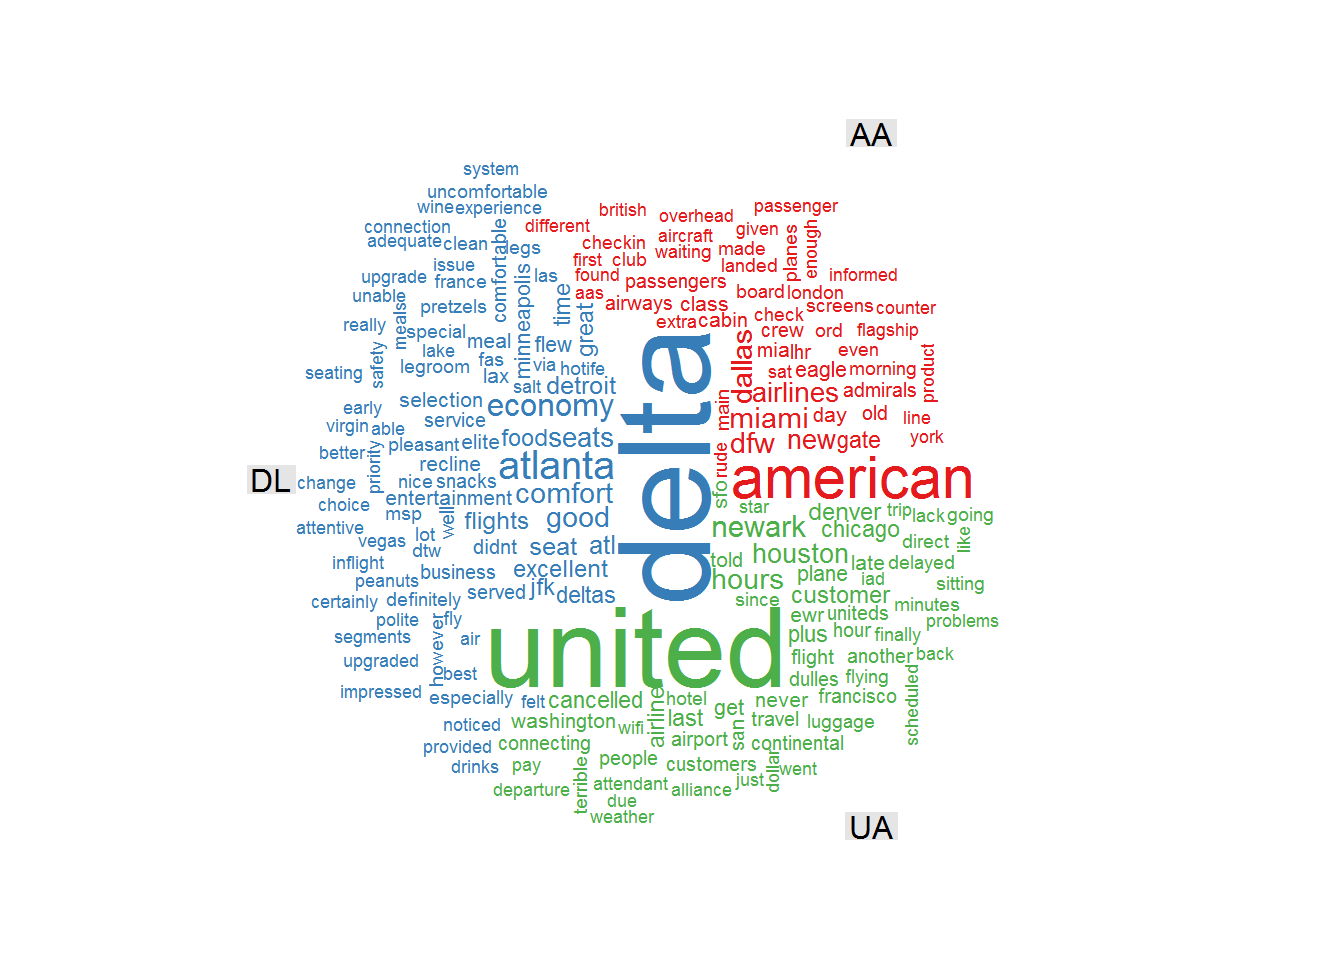 AA
system
uncomfortable
wine experience
british
passenger
overhead
connection
different
given
adequate clean
legs
comfortable
checkin
aircraft
waiting
made
planes
enough
issue
first club
landed
informed
upgrade
france
minneapolis
las
found
passengers
unable
pretzels
time
aas
airways class
board london
meals
great
extra cabin
check
screens counter
really
special
meal
flew
crew ord flagship
lake
fas
via
hotife
delta
dallas
mia lhr even
safety
legroom
lax
salt
detroit
sat eagle morning
product
seating
selection
economy
main
airlines admirals
early
service
miami day old line
virgin able
pleasant elite food seats
rude
dfw new gate york
better
priority
recline
atlanta
american
DL
change
nice snacks
comfort
sfo
choice
entertainment
star
denver trip lack going
attentive
msp
well
flights
good
newark
chicago
like
vegas
lot
didnt
seat
atl
told
houston
direct
inflight
dtw
excellent
late delayed
peanuts
business
jfk
hours
plane
iad
sitting
certainly definitely
served
deltas
since
customer
minutes
polite
fly
ewr uniteds
problems
segments
however
air
united
plus hour finally
upgraded
best
flight another back
impressed
especially
felt
cancelled
hotel
dulles flying
scheduled
never francisco
noticed
washington
wifi
airline
last
get
san
travel luggage
provided
connecting
airport
continental
drinks
pay
people
customers
dollar
went
departure
terrible
attendant
alliance
just
due
weather
UA